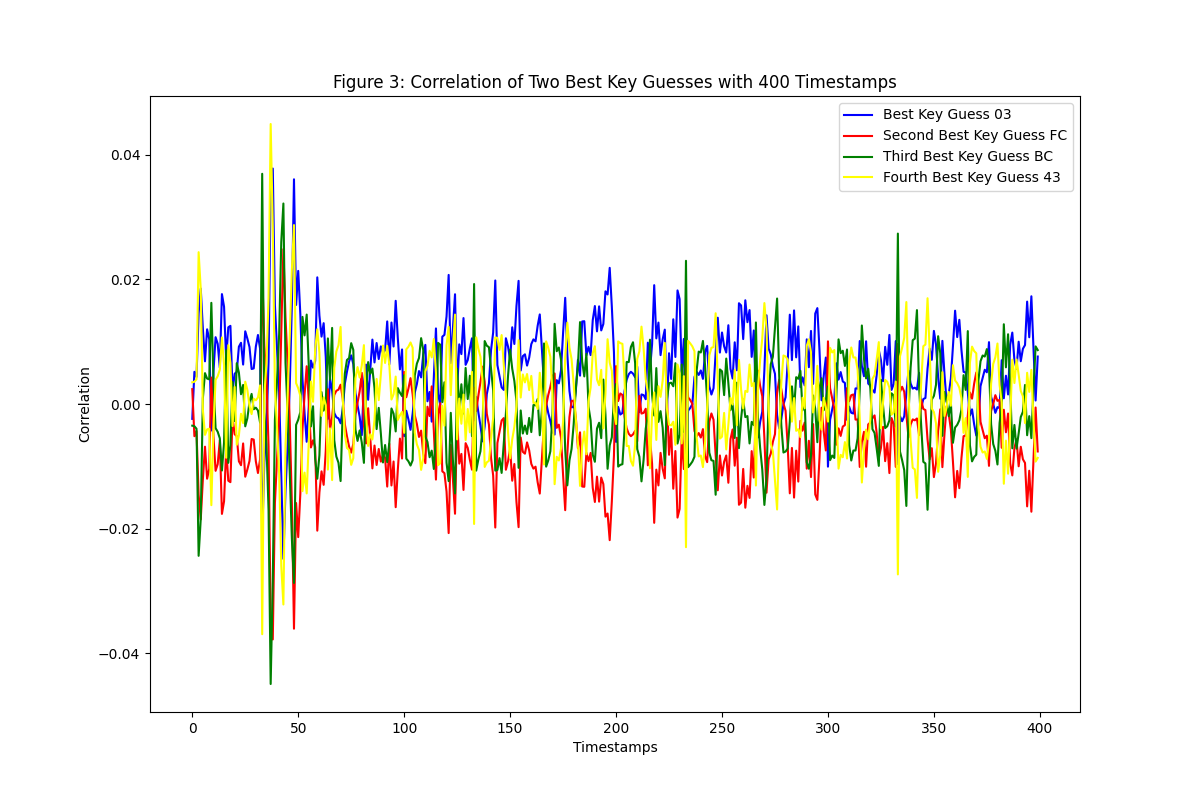 Figure 3: Correlation of Two Best Key Guesses with 400 Timestamps
Best Key Guess 03
Second Best Key Guess FC
Third Best Key Guess BC
Fourth Best Key Guess 43
0.04
0.02
0.00
−0.02
−0.04
Correlation
0 50 100 150 200 250 300 350 400
Timestamps